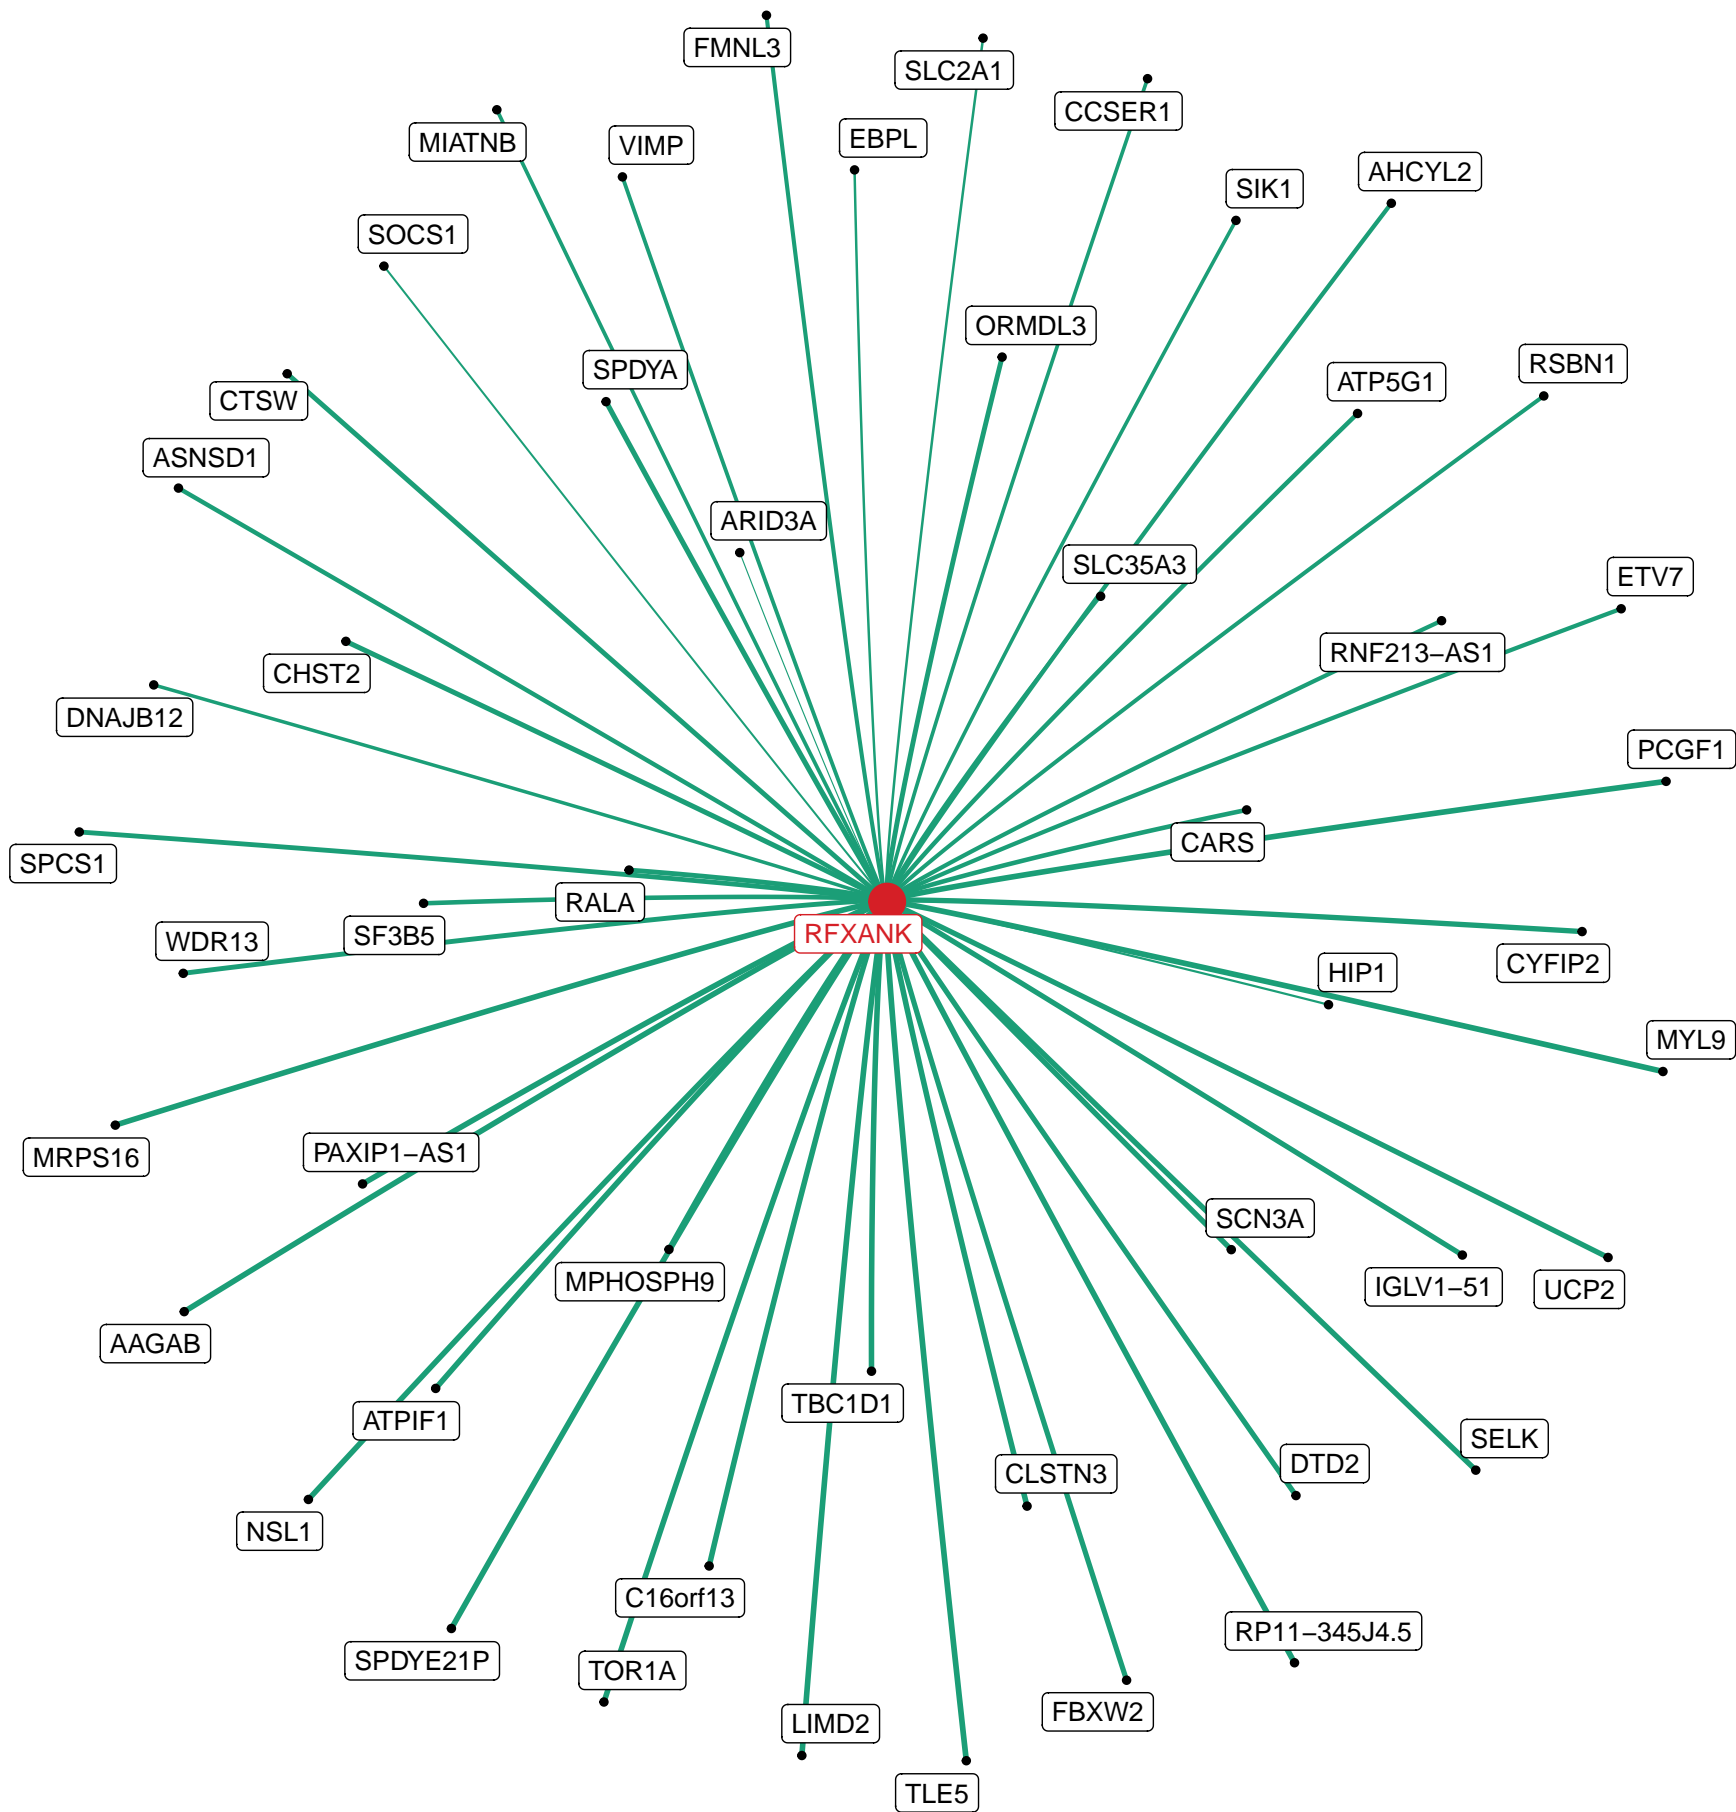 FMNL3
SLC2A1
CCSER1
MIATNB
VIMP
EBPL
AHCYL2
SIK1
SOCS1
ORMDL3
RSBN1
SPDYA
ATP5G1
CTSW
ASNSD1
ARID3A
SLC35A3
ETV7
RNF213−AS1
CHST2
DNAJB12
PCGF1
CARS
SPCS1
RALA
RFXANK
SF3B5
WDR13
CYFIP2
HIP1
MYL9
PAXIP1−AS1
MRPS16
SCN3A
MPHOSPH9
IGLV1−51
UCP2
AAGAB
TBC1D1
ATPIF1
SELK
DTD2
CLSTN3
NSL1
C16orf13
RP11−345J4.5
SPDYE21P
TOR1A
FBXW2
LIMD2
TLE5